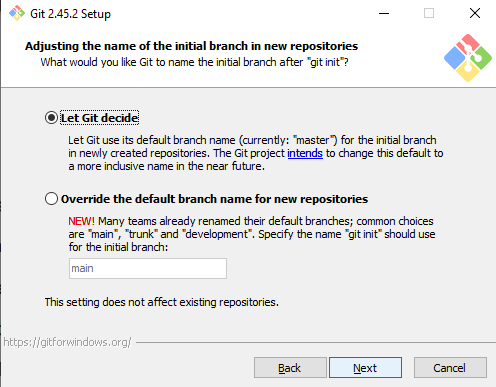 Git 2.45.2 Setup
Adjusting the name of the initial branch in new repositories
What would you like Git to name the initial branch after "git init"?
Let Git decide
Let Git use its default branch name (currently: "master") for the initial branch
in newly created repositories. The Git project intends to change this default to
a more inclusive name in the near future.
Override the default branch name for new repositories
NEW! Many teams already renamed their default branches; common choices
are "main", "trunk" and "development". Specify the name "git init" should use
for the initial branch:
main
This setting does not affect existing repositories.
https://gitforwindows.org/
Back
Next
Cancel